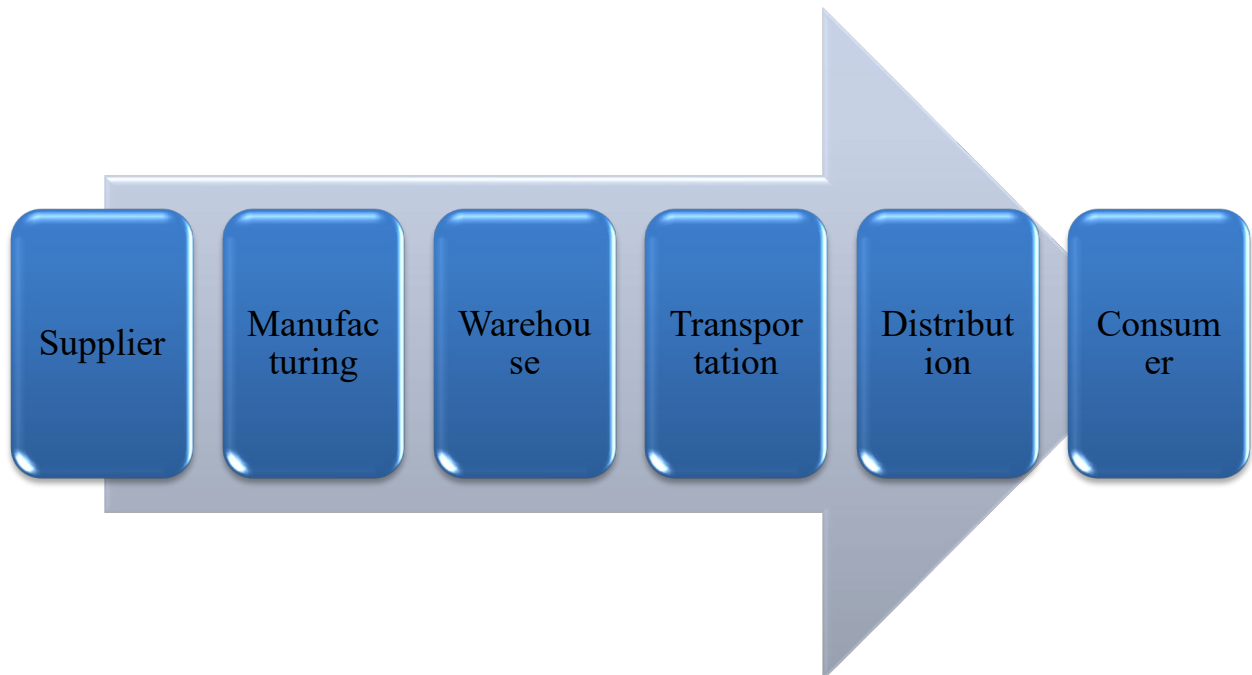 Supplier
Manufac
turing
Warehou
se
Transpor
tation
Distribut
ion
Consum
er